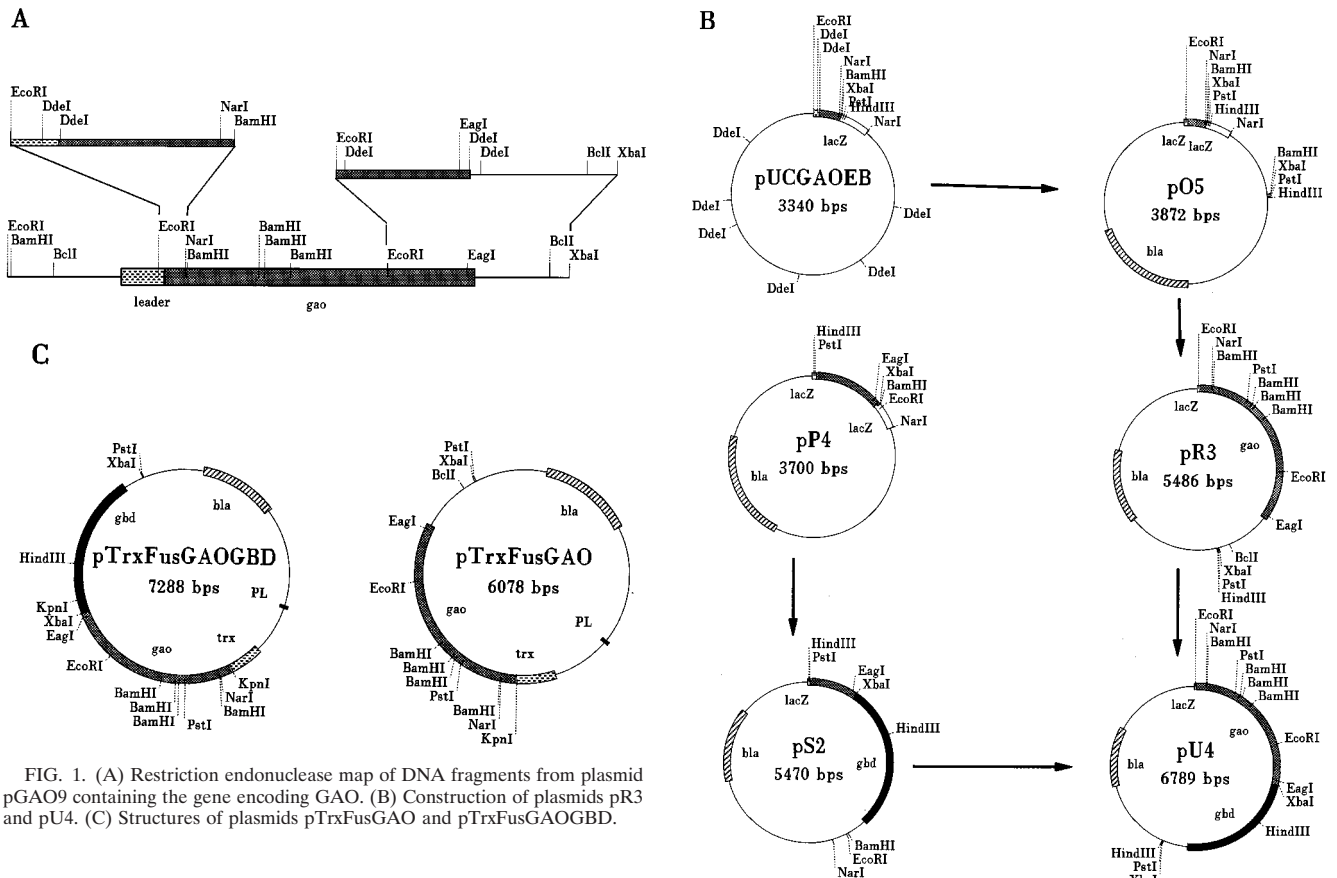 A
EcoRI
DdeI
DdeI
NarI
BamHI
EcoRI
DdeI
EagI
DdeI
DdeI
BclI
XbaI
EcoRI
BamHI
BclI
EcoRI
NarI
BamHI
BamHI
BamHI
BamHI
EcoRI
EagI
BclI
XbaI
leader
gao
B
EcoRI
DdeI
DdeI
NarI
BamHI
XbaI
PstI
HindIII
NarI
lacZ
DdeI
DdeI
DdeI
DdeI
DdeI
DdeI
pUCGAOEB
3340 bps
EcoRI
NarI
BamHI
XbaI
PstI
HindIII
NarI
lacZ
lacZ
BamHI
XbaI
PstI
HindIII
pO5
3872 bps
bla
HindIII
PstI
EagI
XbaI
BamHI
EcoRI
NarI
lacZ
lacZ
pP4
3700 bps
bla
EcoRI
NarI
BamHI
PstI
BamHI
BamHI
BamHI
lacZ
gao
pR3
5486 bps
bla
EcoRI
EagI
BclI
XbaI
PstI
HindIII
HindIII
PstI
EagI
XbaI
lacZ
HindIII
pS2
5470 bps
bla
gbd
BamHI
EcoRI
NarI
EcoRI
NarI
BamHI
PstI
BamHI
BamHI
BamHI
lacZ
gao
EcoRI
pU4
6789 bps
bla
EagI
XbaI
gbd
HindIII
HindIII
PstI
C
PstI
XbaI
bla
gbd
pTrxFusGAOGBD
7288 bps
HindIII
KpnI
XbaI
EagI
EcoRI
gao
trx
PL
BamHI
BamHI
BamHI
PstI
KpnI
NarI
BamHI
PstI
XbaI
BclI
bla
EagI
pTrxFusGAO
6078 bps
EcoRI
gao
PL
trx
BamHI
BamHI
BamHI
PstI
BamHI
NarI
KpnI
FIG. 1. (A) Restriction endonuclease map of DNA fragments from plasmid
pGAO9 containing the gene encoding GAO. (B) Construction of plasmids pR3
and pU4. (C) Structures of plasmids pTrxFusGAO and pTrxFusGAOGBD.